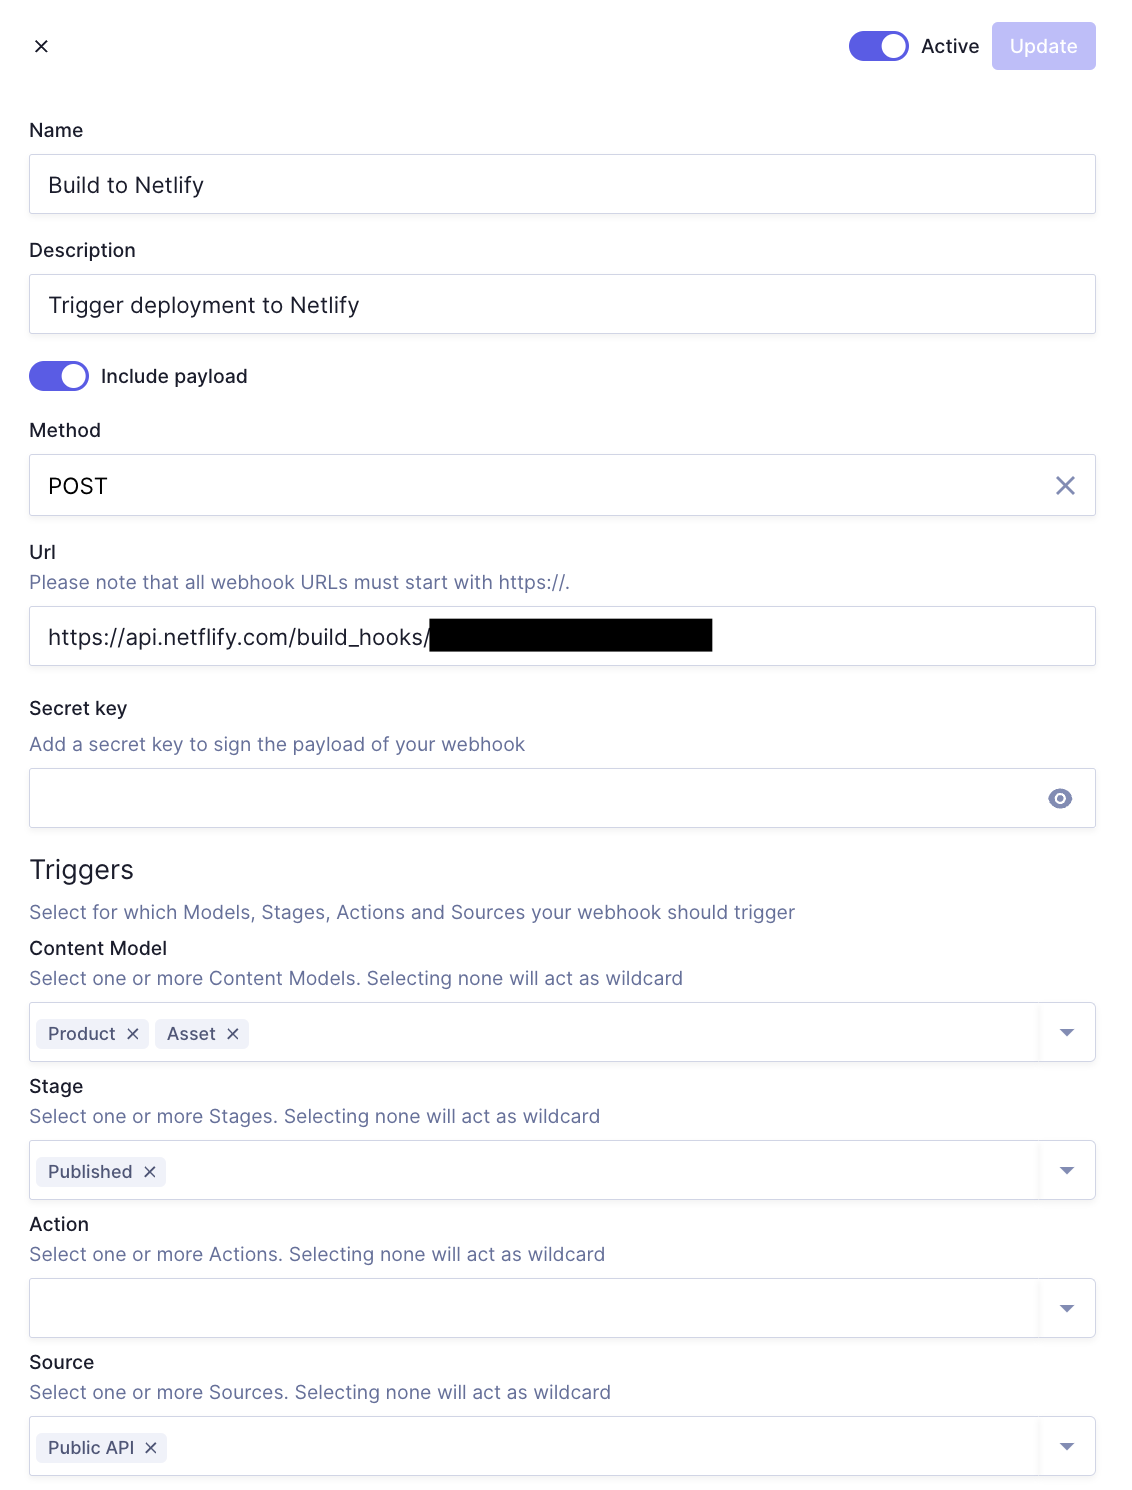 Active Update
Name
Build to Netlify
Description
Trigger deployment to Netlify
Include payload
Method
POST
Url
Please note that all webhook URLs must start with https://.
https://api.netflify.com/build_hooks/
Secret key
Add a secret key to sign the payload of your webhook
Triggers
Select for which Models, Stages, Actions and Sources your webhook should trigger
Content Model
Select one or more Content Models. Selecting none will act as wildcard
Product Asset
Stage
Select one or more Stages. Selecting none will act as wildcard
Published
Action
Select one or more Actions. Selecting none will act as wildcard
Source
Select one or more Sources. Selecting none will act as wildcard
Public API